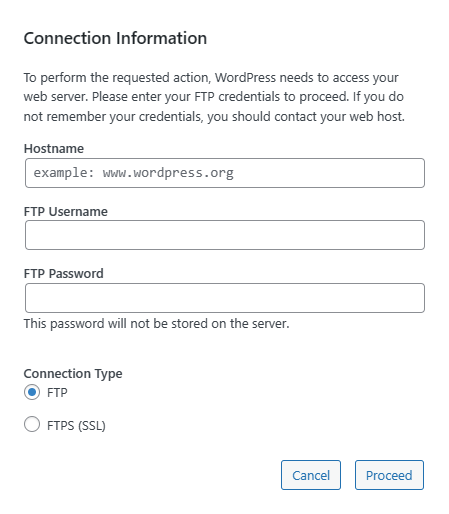 Connection Information
To perform the requested action, WordPress needs to access your
web server. Please enter your FTP credentials to proceed. If you do
not remember your credentials, you should contact your web host.
Hostname
example: www.wordpress.org
FTP Username
FTP Password
This password will not be stored on the server.
Connection Type
FTP
FTPS (SSL)
Cancel Proceed